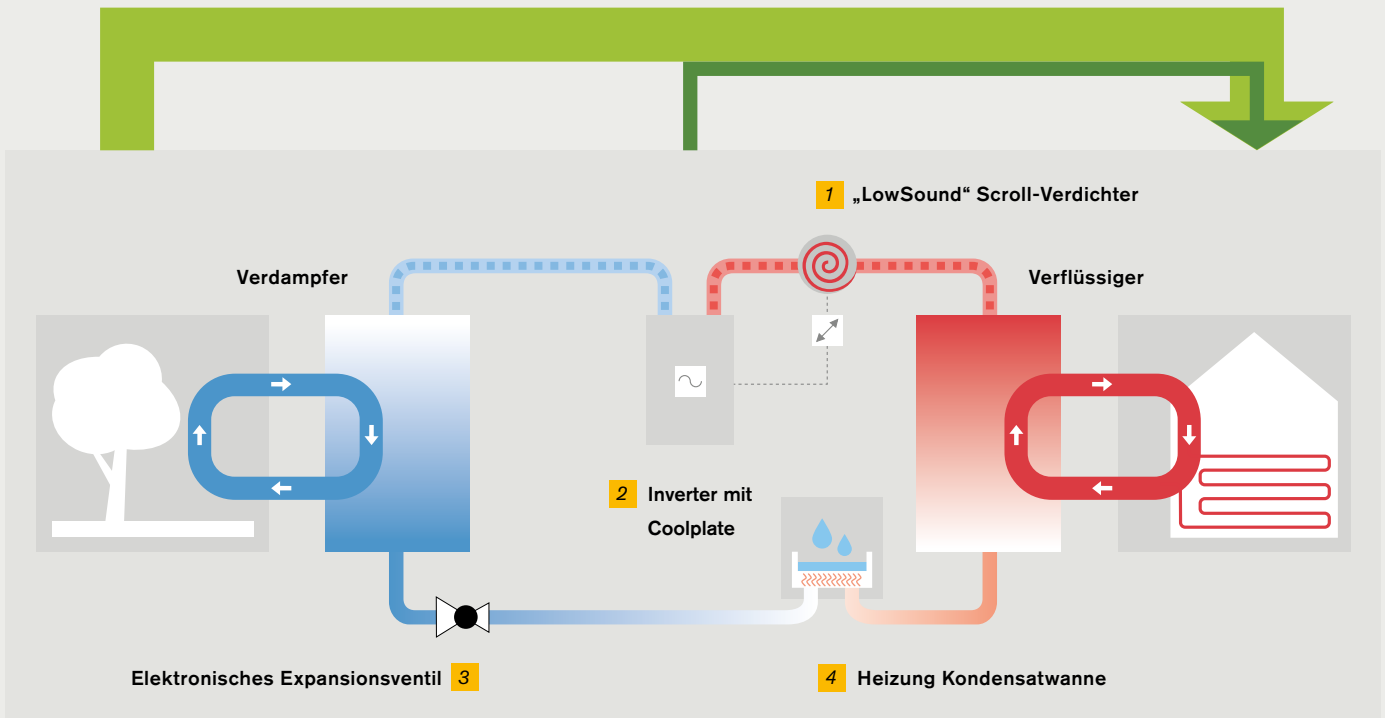 1 „LowSound“ Scroll-Verdichter
Verdampfer
Verflüssiger
2 Inverter mit
Coolplate
Elektronisches Expansionsventil 3
4 Heizung Kondensatwanne